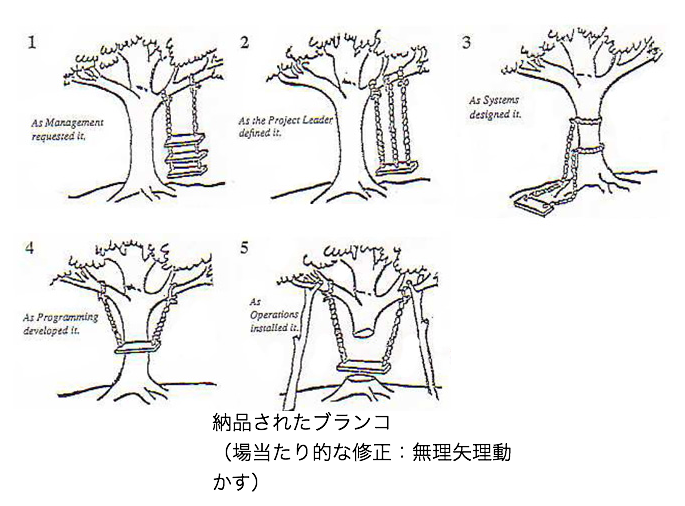 1
As Management
requested it.
2
As the Project Leader
defined it.
3
As Systems
designed it.
4
As Programming
developed it.
5
As
Operations
installed it.
納品されたブランコ
（場当たり的な修正：無理矢理動
かす）